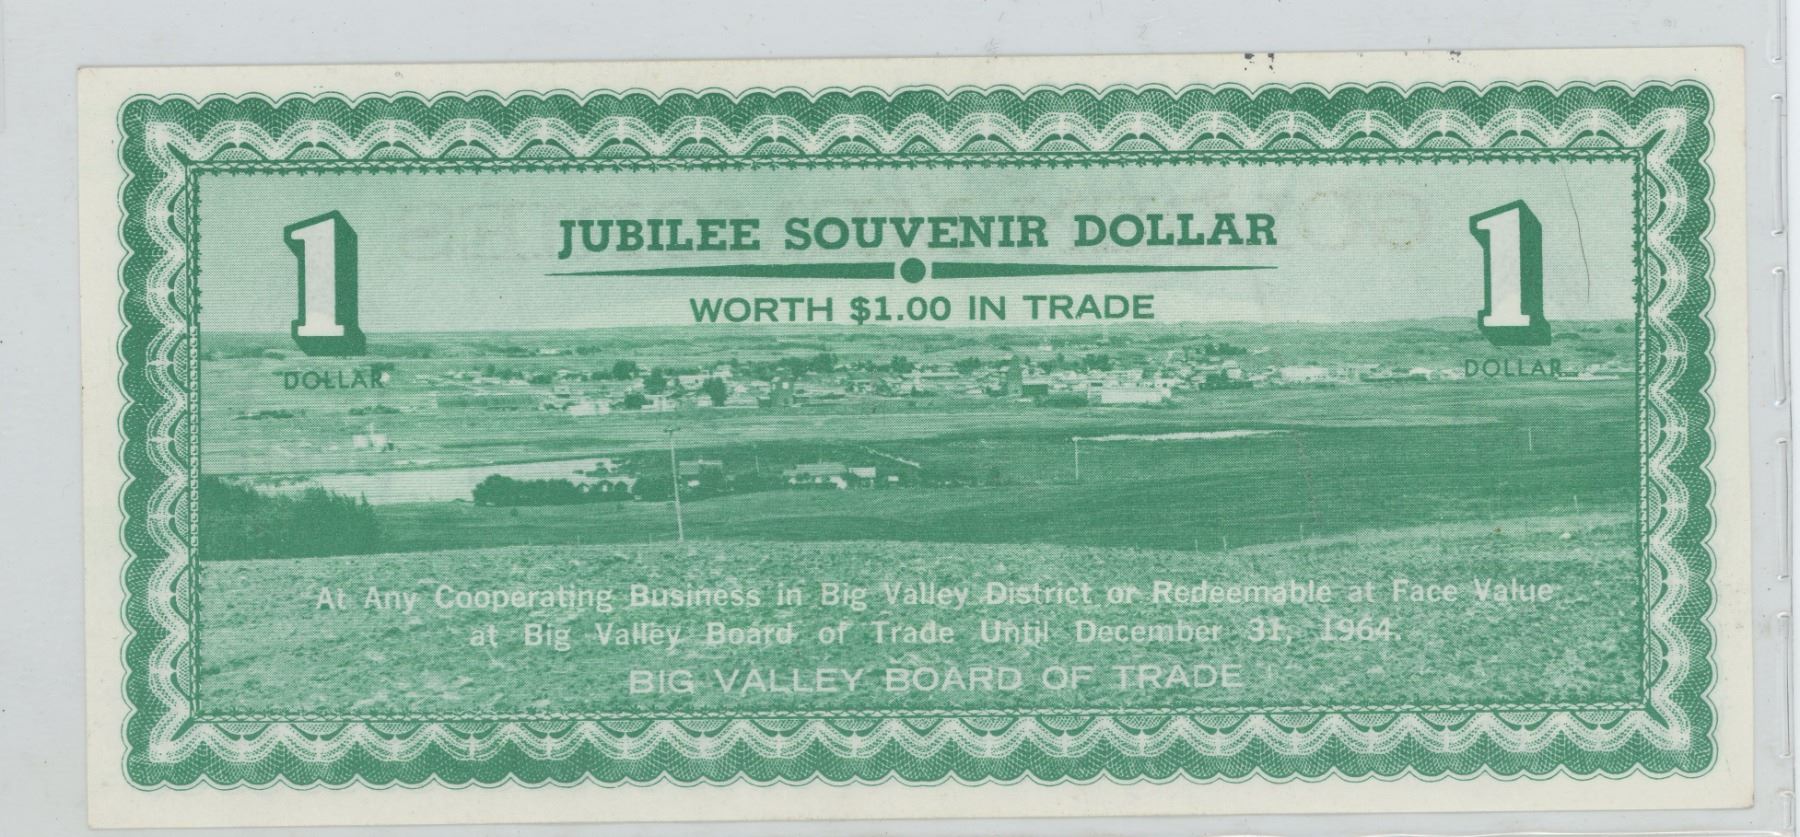 JUBILEE SOUVENIR DOLLAR
1 1
WORTH $1.00 IN TRADE
DOLLAR DOLLAR
At Any Cooperating Business in Big Valley District or Redeemable at Face Value
at Big Valley Board of Trade Until December 31, 1964.
BIG VALLEY BOARD OF TRADE